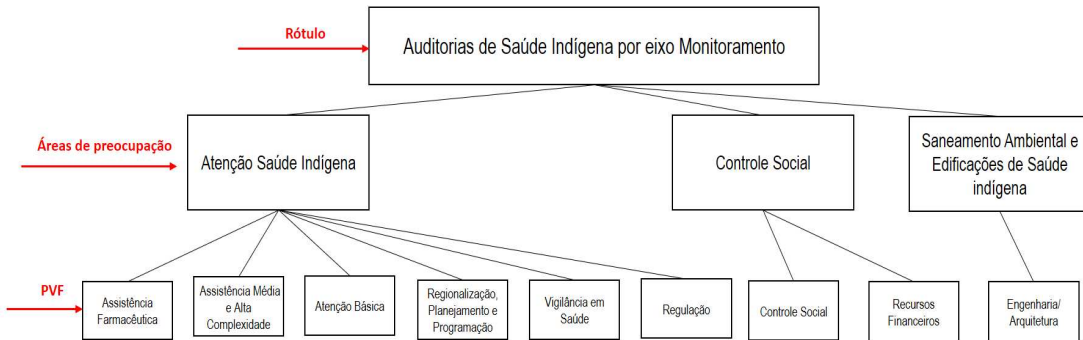 Rótulo
Auditorias de Saúde Indígena por eixo Monitoramento
Áreas de preocupação
Atenção Saúde Indígena
Controle Social
Saneamento Ambiental e
Edificações de Saúde
indígena
PVF
Assistência
Farmacêutica
Assistência Média
e Alta
Complexidade
Atenção Básica
Regionalização,
Planejamento e
Programação
Vigilância em
Saúde
Regulação
Controle Social
Recursos
Financeiros
Engenharia/
Arquitetura